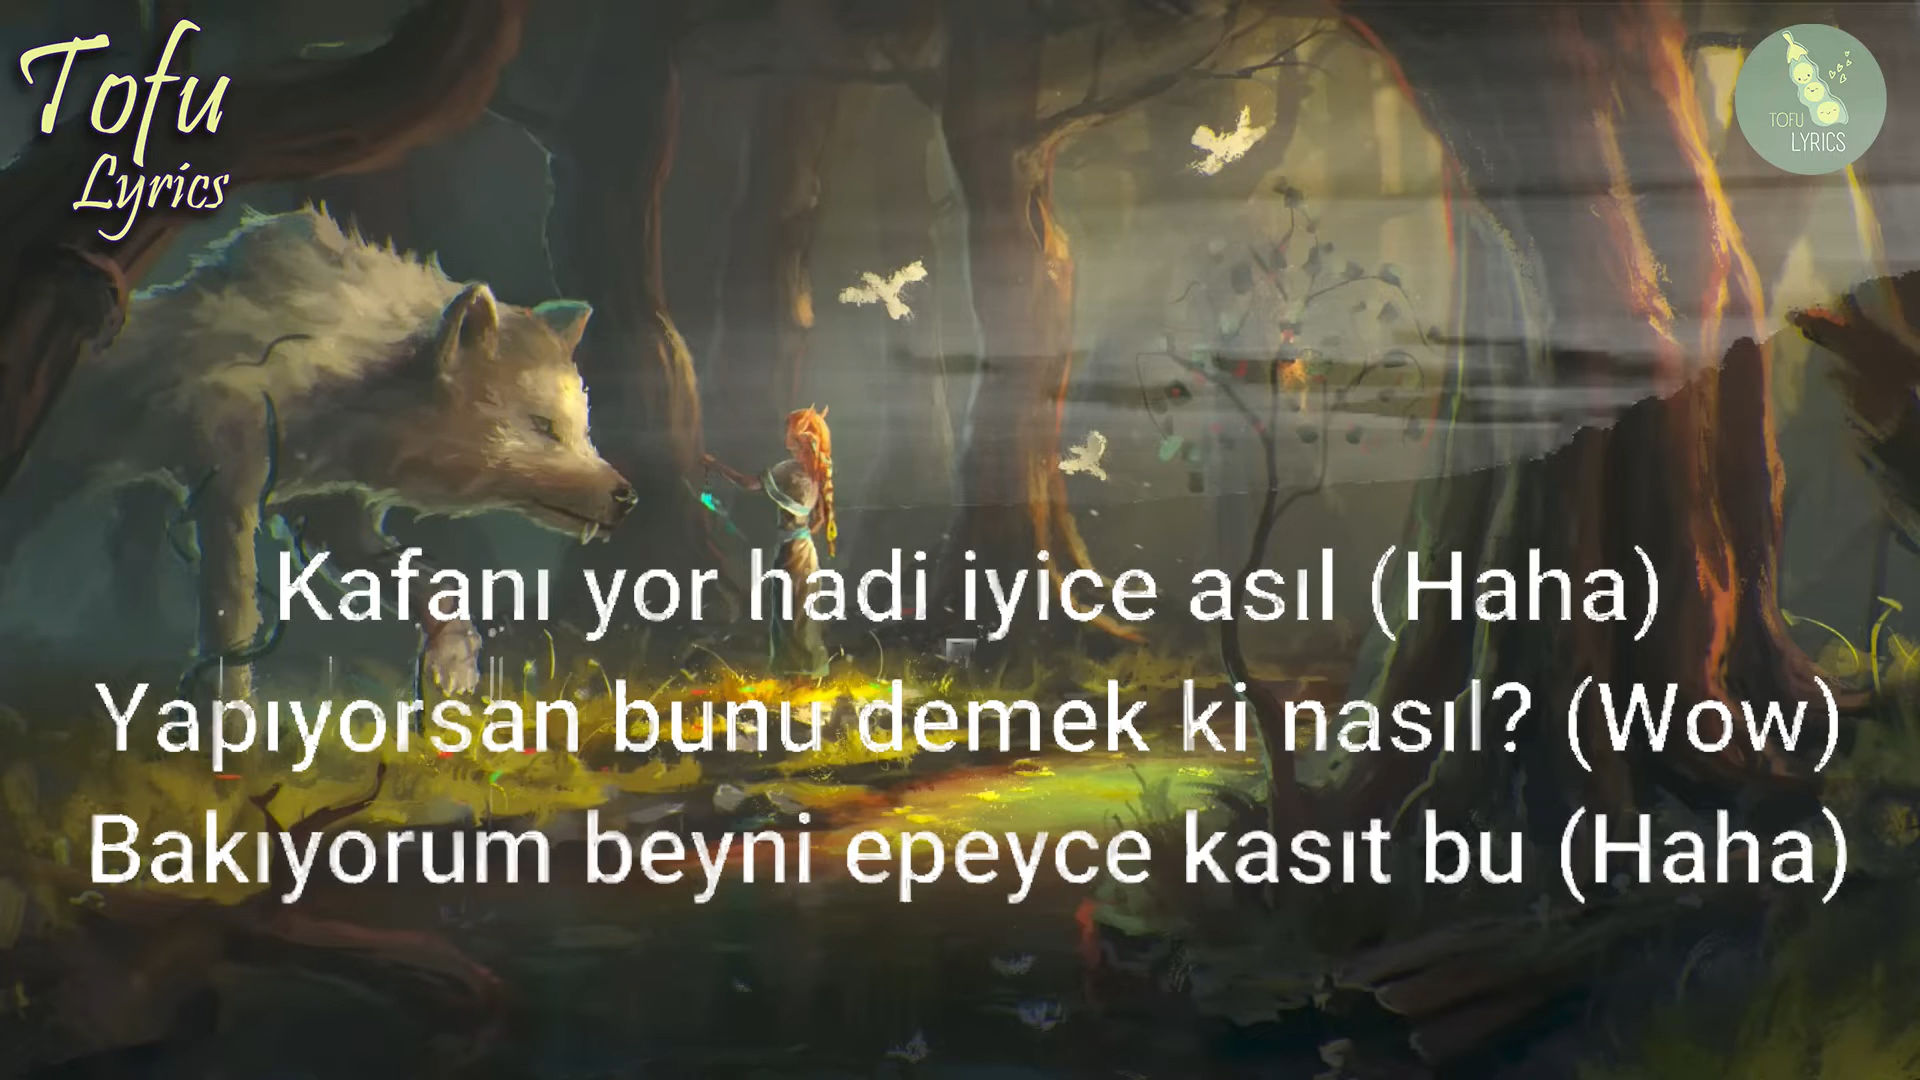 Tofu
Lyrics
TOFU
LYRICS
Kafanı yor hadi iyice asıl (Haha)
Yapıyorsan bunu demek ki nasıl? (Wow)
Bakıyorum beyni epeyce kasıt bu (Haha)